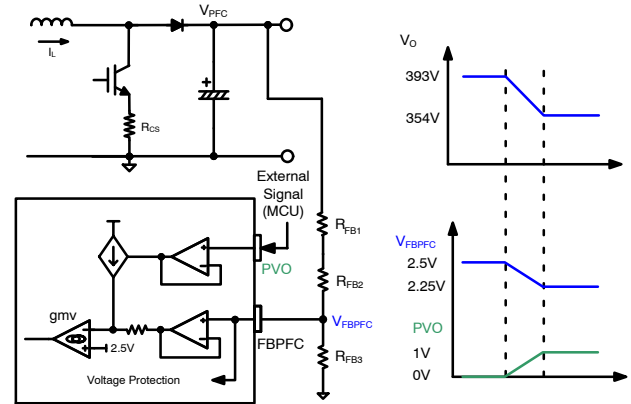 V_PFC
I_L
R_CS
External
Signal
(MCU)
PVO
R_FB1
R_FB2
V_FBPFC
FBPFC
R_FB3
gmv
2.5V
Voltage Protection
V_O
393V
354V
V_FBPFC
2.5V
2.25V
PVO
1V
0V